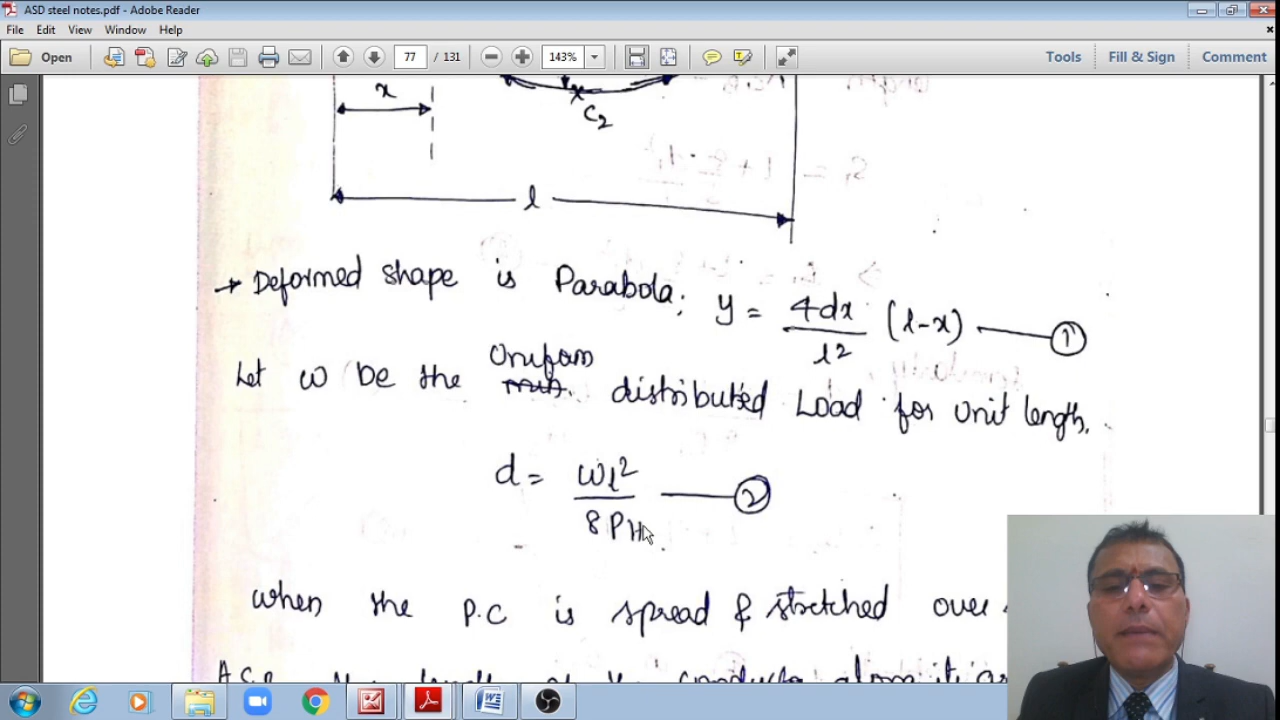 ASD steel notes.pdf - Adobe Reader
File Edit View Window Help
Open 77 / 131 143% Tools Fill & Sign Comment
x
C2
l
→ Deformed shape is Parabola; y = 4dx/l² (l-x) — ①
Let ω be the Uniform distributed Load for Unit length.
d = ωl²/8PH — ②
when the P.C is spread & stretched over